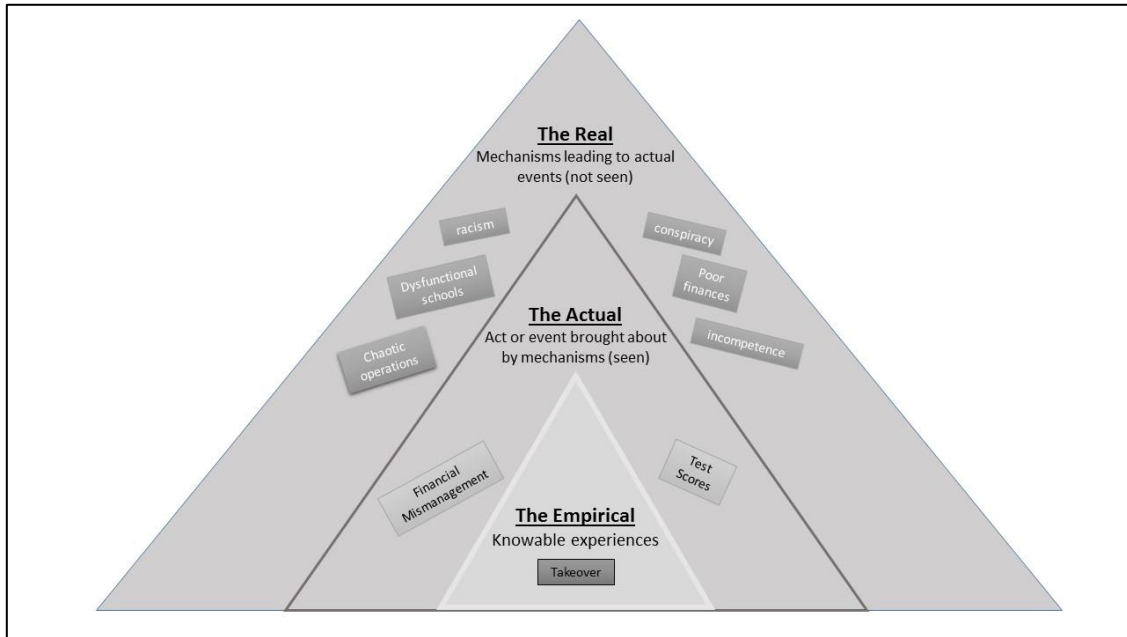 The Real
Mechanisms leading to actual
events (not seen)
racism
conspiracy
Dysfunctional
schools
Poor
finances
The Actual
Act or event brought about
by mechanisms (seen)
Chaotic
operations
incompetence
Financial
Mismanagement
Test
Scores
The Empirical
Knowable experiences
Takeover